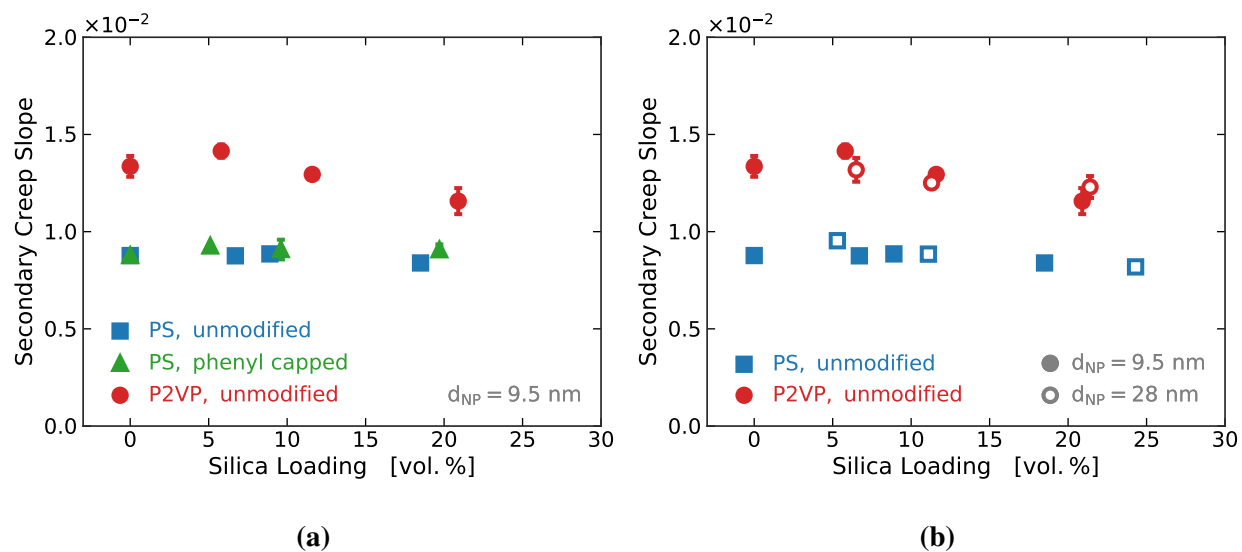 ×10⁻²
2.0
1.5
1.0
0.5
0.0
Secondary Creep Slope
PS, unmodified
PS, phenyl capped
P2VP, unmodified
d_NP = 9.5 nm
0 5 10 15 20 25 30
Silica Loading [vol. %]
(a)
×10⁻²
2.0
1.5
1.0
0.5
0.0
Secondary Creep Slope
PS, unmodified
P2VP, unmodified
d_NP = 9.5 nm
d_NP = 28 nm
0 5 10 15 20 25 30
Silica Loading [vol. %]
(b)